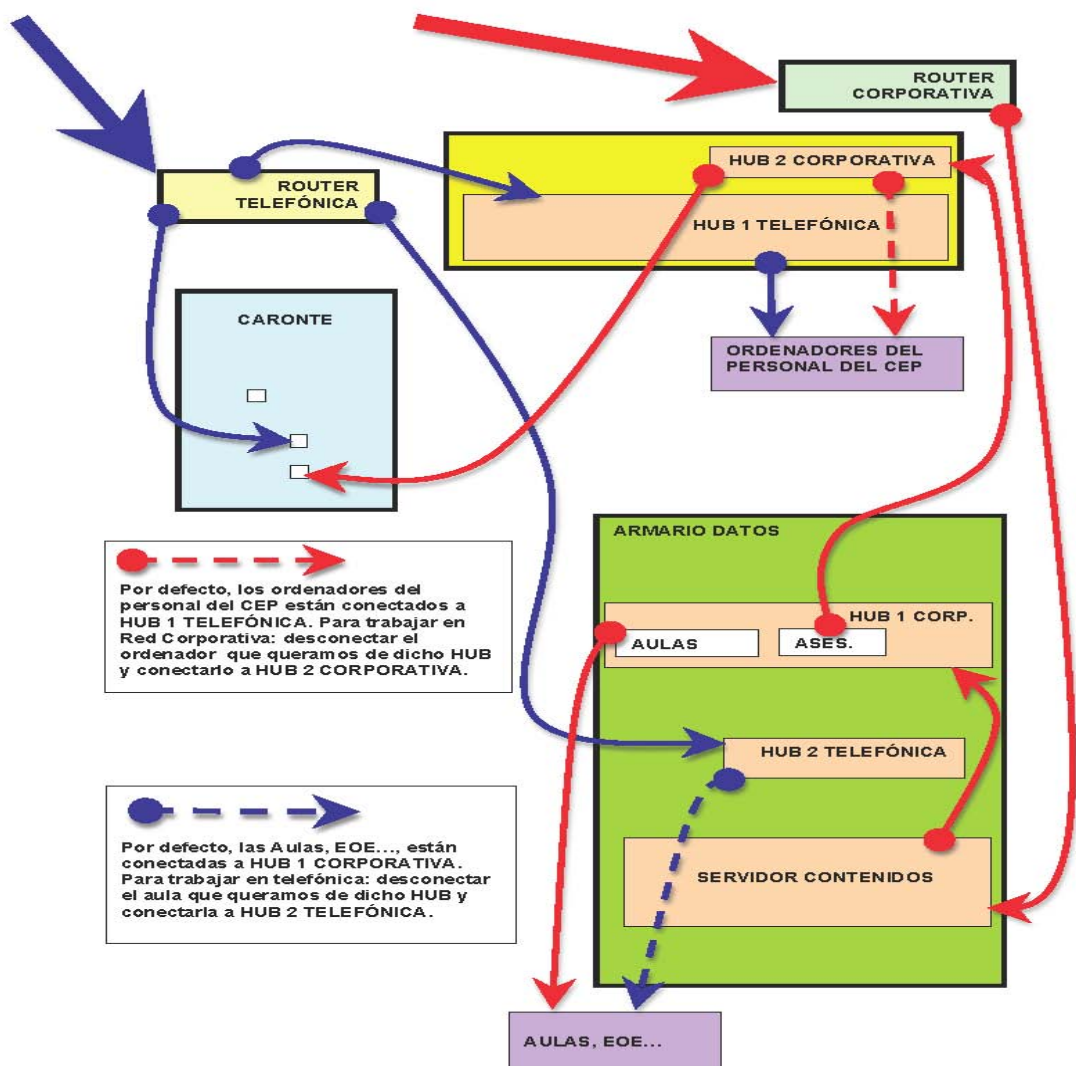 ROUTER
CORPORATIVA
HUB 2 CORPORATIVA
ROUTER
TELEFÓNICA
HUB 1 TELEFÓNICA
CARONTE
ORDENADORES DEL
PERSONAL DEL CEP
ARMARIO DATOS
Por defecto, los ordenadores del
personal del CEP están conectados a
HUB 1 TELEFÓNICA. Para trabajar en
Red Corporativa: desconectar el
ordenador que queramos de dicho HUB
y conectarlo a HUB 2 CORPORATIVA.
HUB 1 CORP.
AULAS
ASES.
HUB 2 TELEFÓNICA
Por defecto, las Aulas, EOE..., están
conectadas a HUB 1 CORPORATIVA.
Para trabajar en telefónica: desconectar
el aula que queramos de dicho HUB y
conectarla a HUB 2 TELEFÓNICA.
SERVIDOR CONTENIDOS
AULAS, EOE...